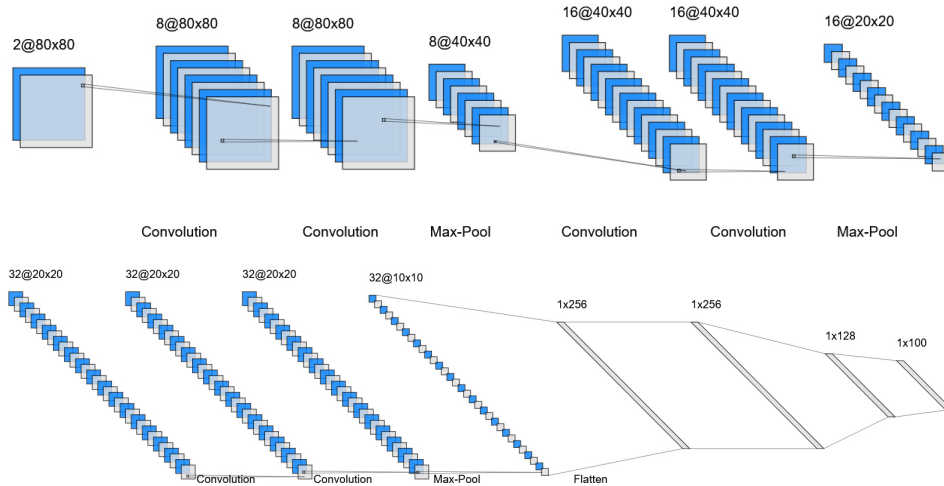 2@80x80
8@80x80
8@80x80
8@40x40
16@40x40
16@40x40
16@20x20
Convolution
Convolution
Max-Pool
Convolution
Convolution
Max-Pool
32@20x20
32@20x20
32@20x20
32@10x10
1x256
1x256
1x128
1x100
Convolution
Convolution
Max-Pool
Flatten